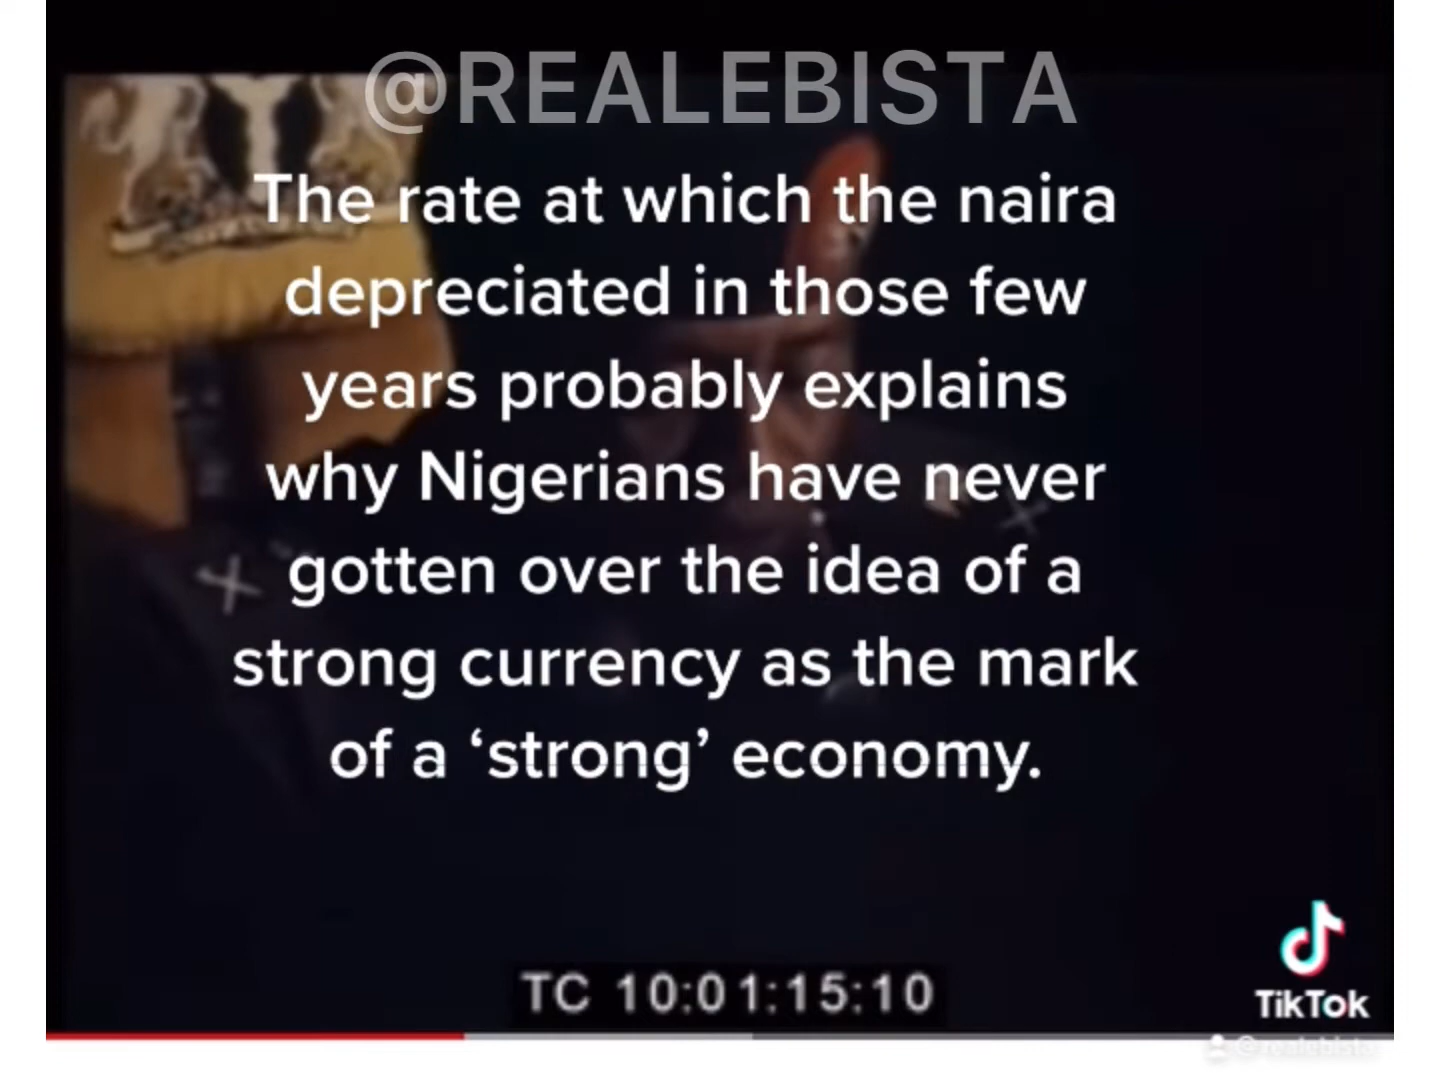 @REALEBISTA
The rate at which the naira
depreciated in those few
years probably explains
why Nigerians have never
gotten over the idea of a
strong currency as the mark
of a ‘strong’ economy.
TC 10:01:15:10
TikTok
@realebista